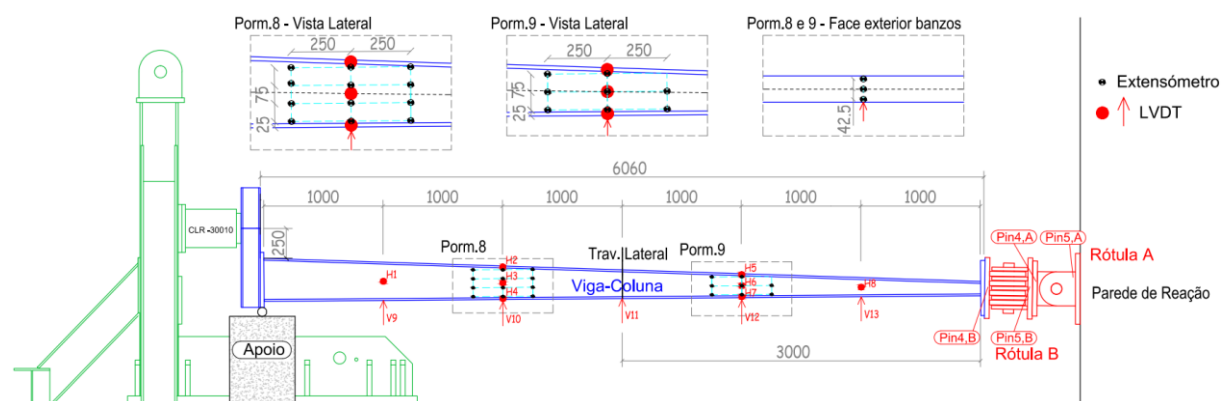 Porm.8 - Vista Lateral
Porm.9 - Vista Lateral
Porm.8 e 9 - Face exterior banzos
250
250
75
25
250
250
75
25
42.5
Extensómetro
LVDT
6060
1000
1000
1000
1000
1000
1000
CLR -30010
250
Porm.8
Trav. Lateral
Porm.9
Pin4,A
Pin5,A
Rótula A
H1
H2
H3
H4
Viga-Coluna
H5
H6
H7
H8
Parede de Reação
V9
V10
V11
V12
V13
Apoio
3000
Pin4,B
Pin5,B
Rótula B